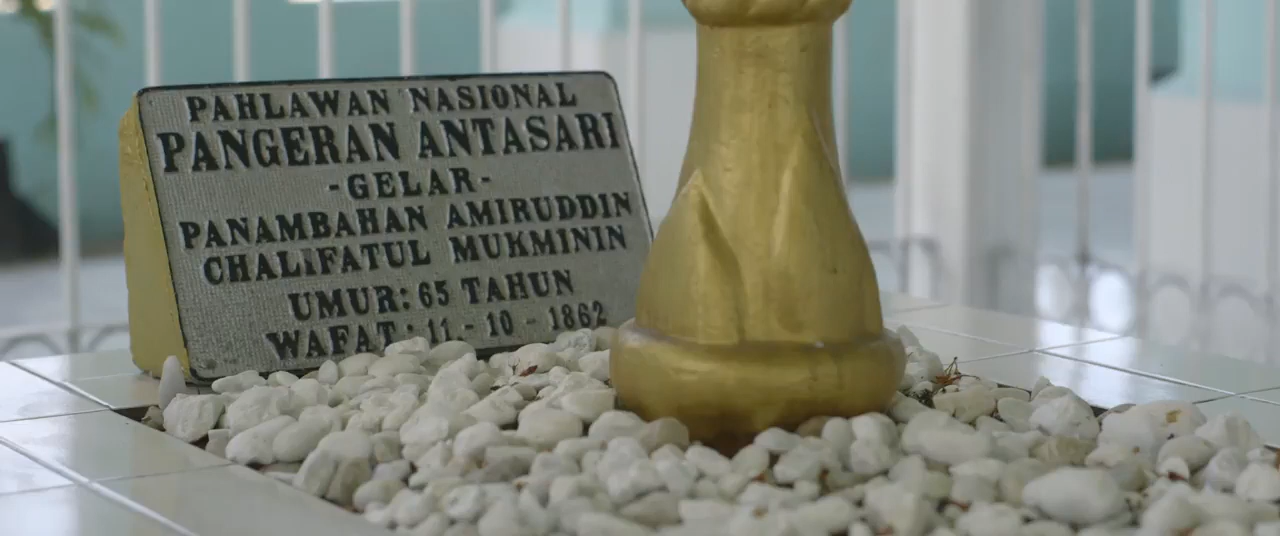 PAHLAWAN NASIONAL
PANGERAN ANTASARI
-GELAR-
PANAMBAHAN AMIRUDDIN
CHALIFATUL MUKMININ
UMUR: 65 TAHUN
WAFAT: 11 - 10 - 1862